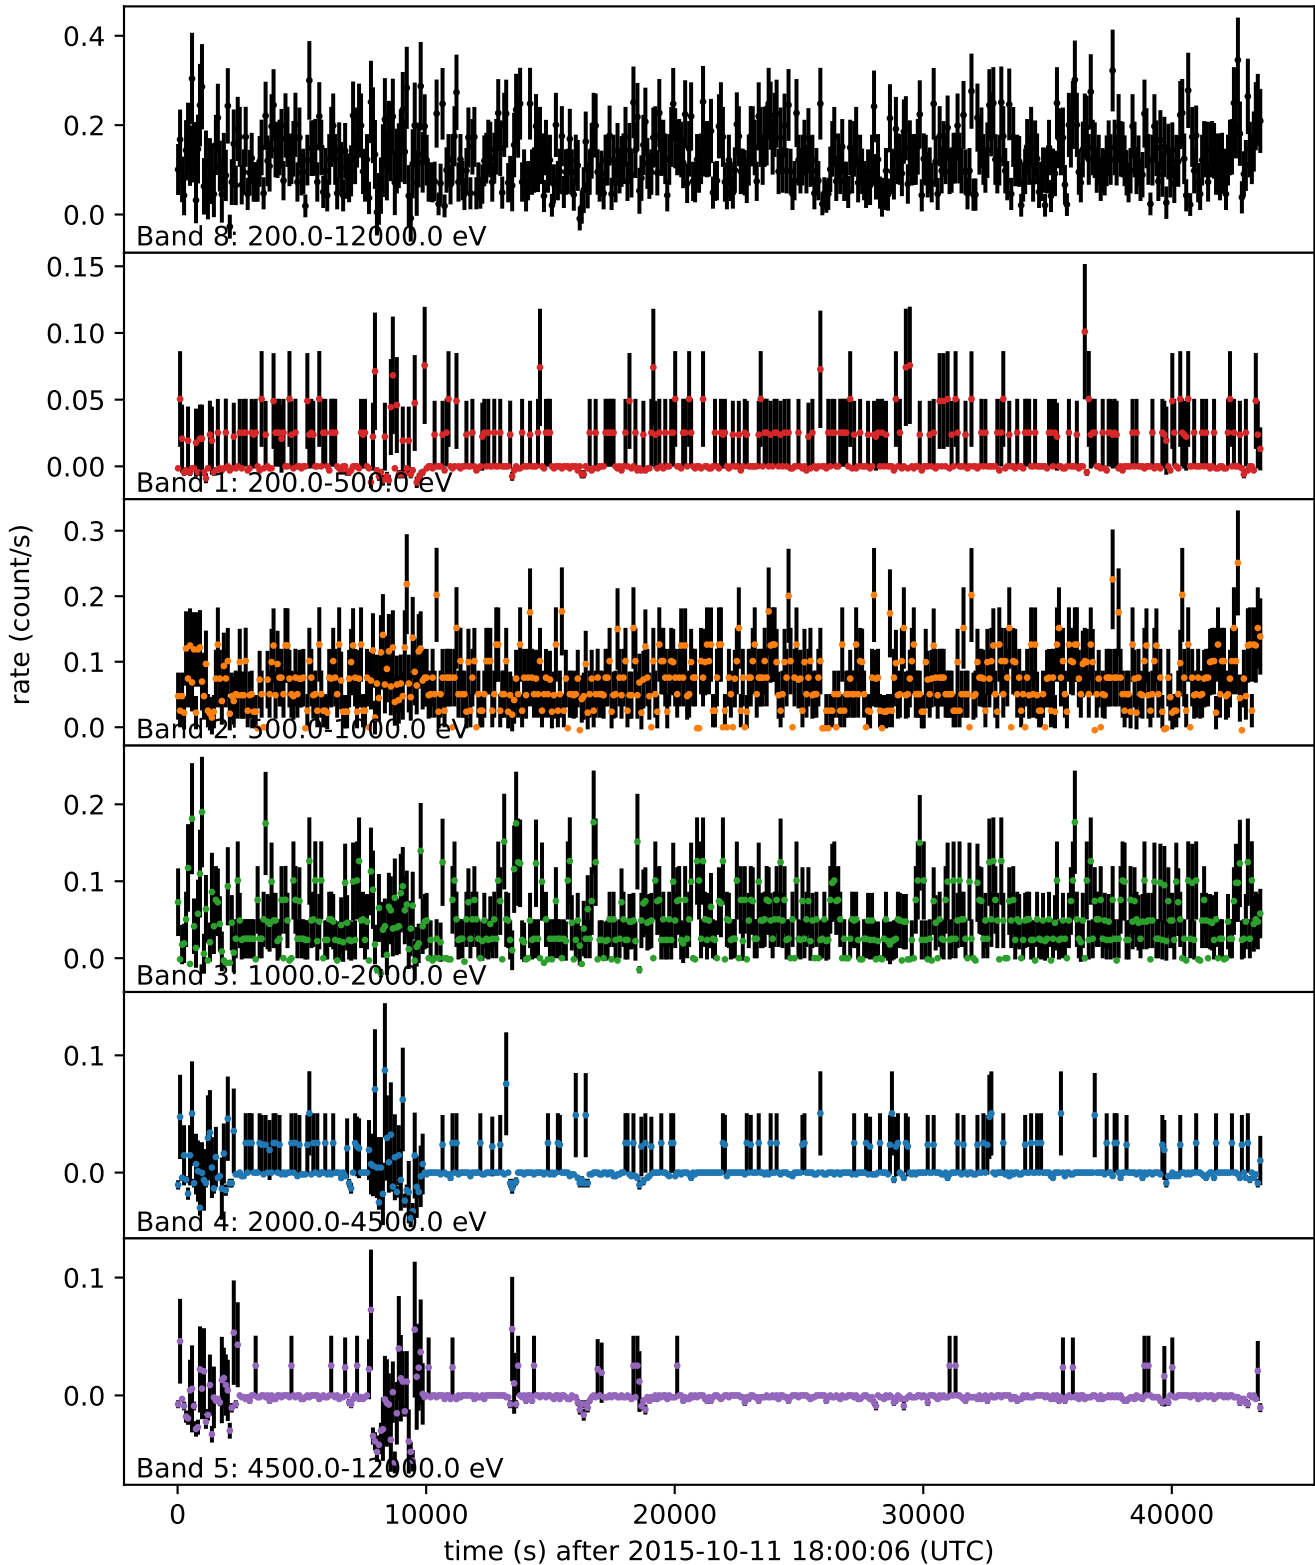 0.4
0.2
0.0
Band 8: 200.0-12000.0 eV
0.15
0.10
0.05
0.00
Band 1: 200.0-500.0 eV
rate (count/s)
0.3
0.2
0.1
0.0
Band 2: 500.0-1000.0 eV
0.2
0.1
0.0
Band 3: 1000.0-2000.0 eV
0.1
0.0
Band 4: 2000.0-4500.0 eV
0.1
0.0
Band 5: 4500.0-12000.0 eV
0 10000 20000 30000 40000
time (s) after 2015-10-11 18:00:06 (UTC)